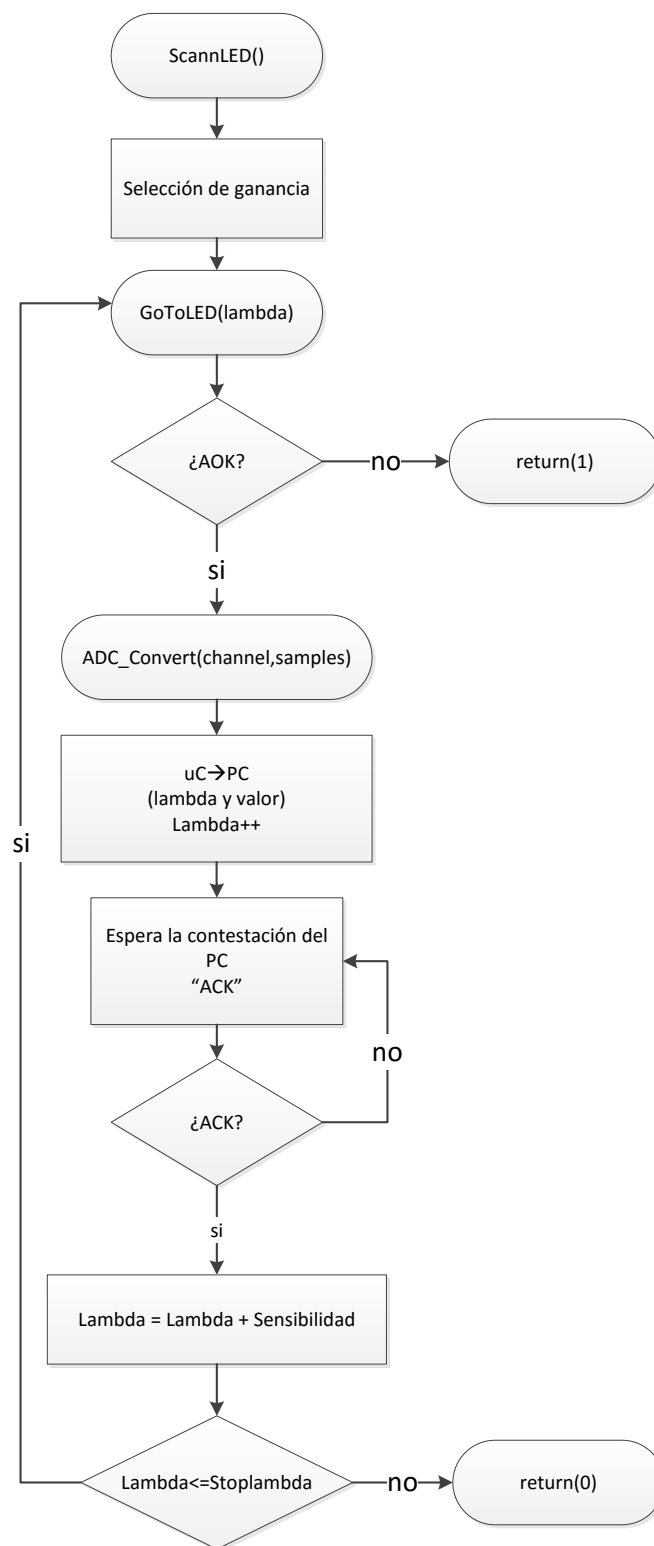 ScannLED()
Selección de ganancia
GoToLED(lambda)
¿AOK?
no
return(1)
si
ADC_Convert(channel,samples)
uC→PC
(lambda y valor)
Lambda++
si
Espera la contestación del
PC
“ACK”
no
¿ACK?
si
Lambda = Lambda + Sensibilidad
Lambda<=Stoplambda
no
return(0)